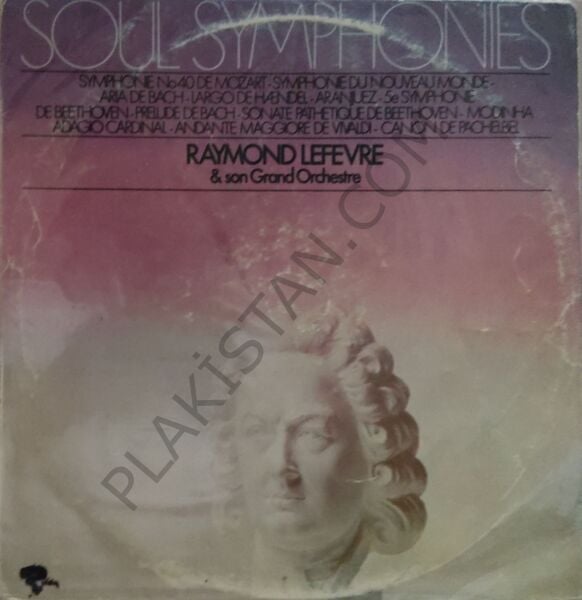 SOUL SYMPHONIES
SYMPHONIE No 40 DE MOZART - SYMPHONIE DU NOUVEAU MONDE -
ARIA DE BACH - LARGO DE HÆNDEL - ARANJUEZ - 5e SYMPHONIE
DE BEETHOVEN - PRELUDE DE BACH - SONATE PATHETIQUE DE BEETHOVEN - MODINHA
ADAGIO CARDINAL - ANDANTE MAGGIORE DE VIVALDI - CANON DE PACHELBEL
RAYMOND LEFEVRE
& son Grand Orchestre
PLAKİSTAN.COM